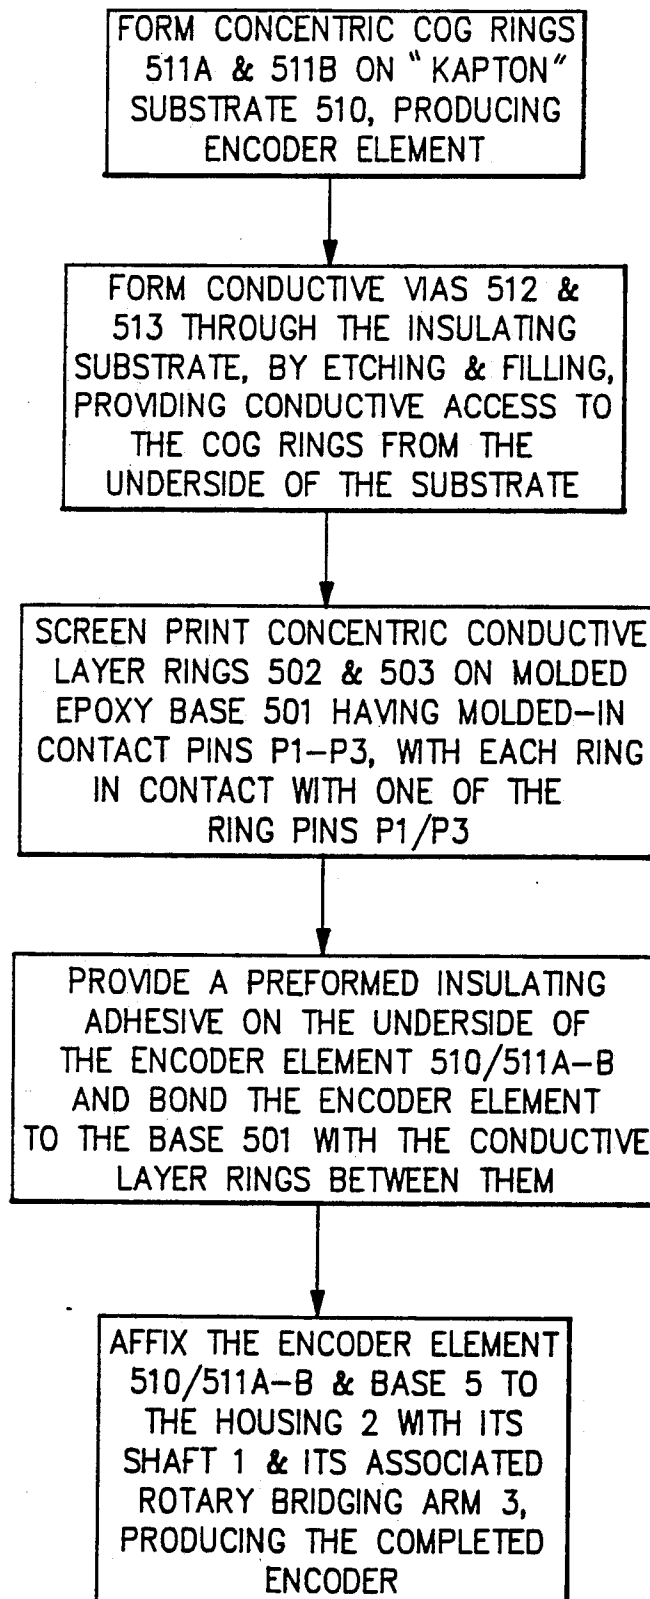 FORM CONCENTRIC COG RINGS
511A & 511B ON "KAPTON"
SUBSTRATE 510, PRODUCING
ENCODER ELEMENT
FORM CONDUCTIVE VIAS 512 &
513 THROUGH THE INSULATING
SUBSTRATE, BY ETCHING & FILLING,
PROVIDING CONDUCTIVE ACCESS TO
THE COG RINGS FROM THE
UNDERSIDE OF THE SUBSTRATE
SCREEN PRINT CONCENTRIC CONDUCTIVE
LAYER RINGS 502 & 503 ON MOLDED
EPOXY BASE 501 HAVING MOLDED-IN
CONTACT PINS P1-P3, WITH EACH RING
IN CONTACT WITH ONE OF THE
RING PINS P1/P3
PROVIDE A PREFORMED INSULATING
ADHESIVE ON THE UNDERSIDE OF
THE ENCODER ELEMENT 510/511A-B
AND BOND THE ENCODER ELEMENT
TO THE BASE 501 WITH THE CONDUCTIVE
LAYER RINGS BETWEEN THEM
AFFIX THE ENCODER ELEMENT
510/511A-B & BASE 5 TO
THE HOUSING 2 WITH ITS
SHAFT 1 & ITS ASSOCIATED
ROTARY BRIDGING ARM 3,
PRODUCING THE COMPLETED
ENCODER